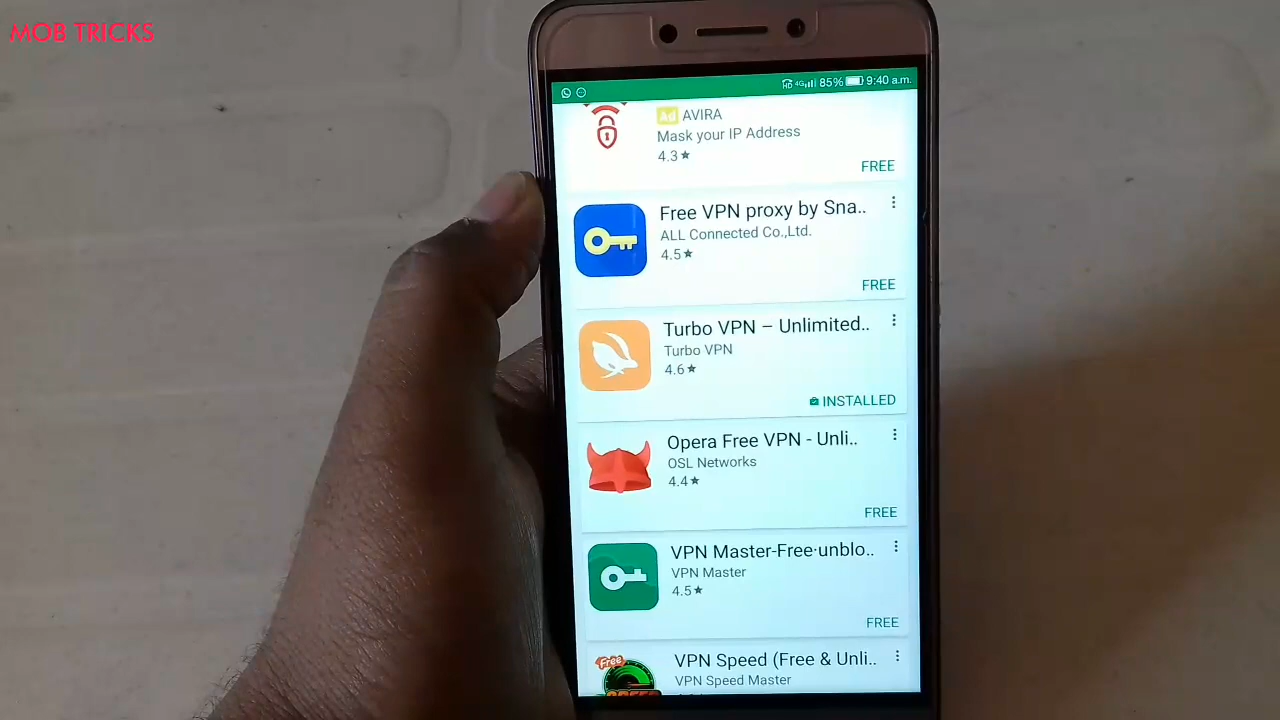 MOB TRICKS
HD 4G 85% 9:40 a.m.
Ad AVIRA
Mask your IP Address
4.3★
FREE
Free VPN proxy by Sna..
ALL Connected Co.,Ltd.
4.5★
FREE
Turbo VPN – Unlimited..
Turbo VPN
4.6★
INSTALLED
Opera Free VPN - Unli..
OSL Networks
4.4★
FREE
VPN Master-Free·unblo..
VPN Master
4.5★
FREE
Free
VPN Speed (Free & Unli..
VPN Speed Master